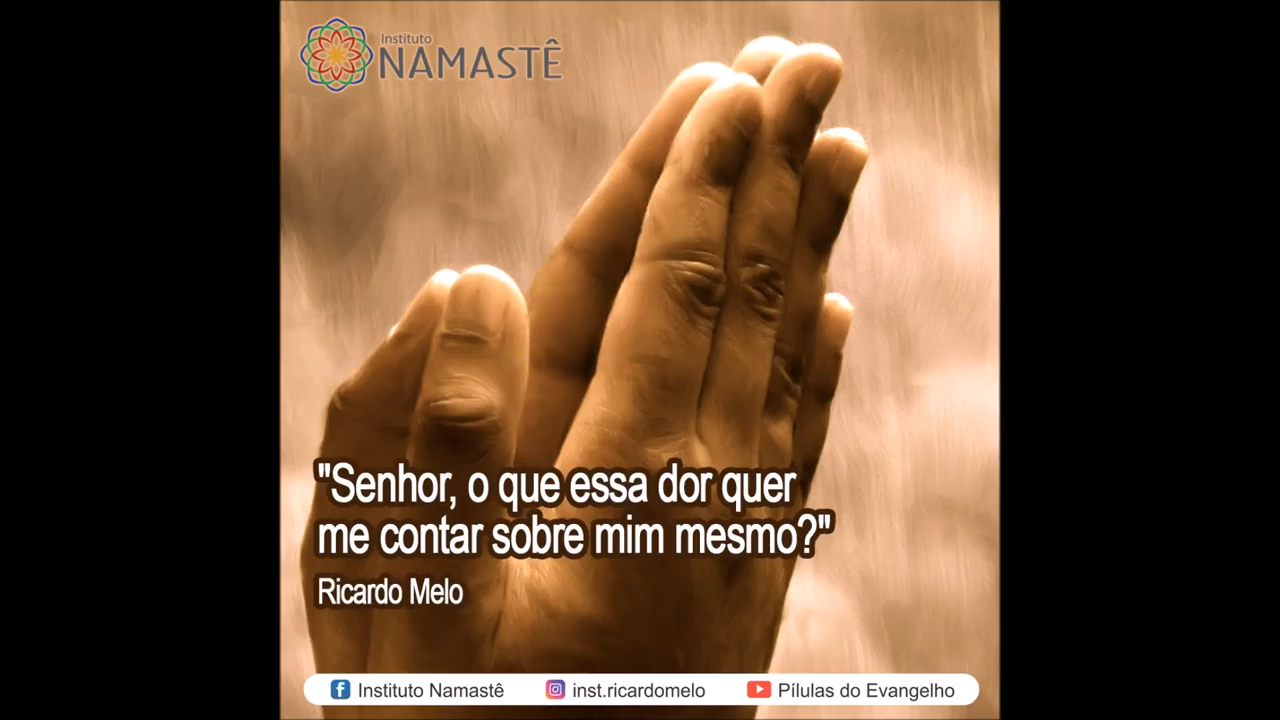 Instituto
NAMASTÊ
"Senhor, o que essa dor quer
me contar sobre mim mesmo?"
Ricardo Melo
Instituto Namastê inst.ricardomelo Pílulas do Evangelho